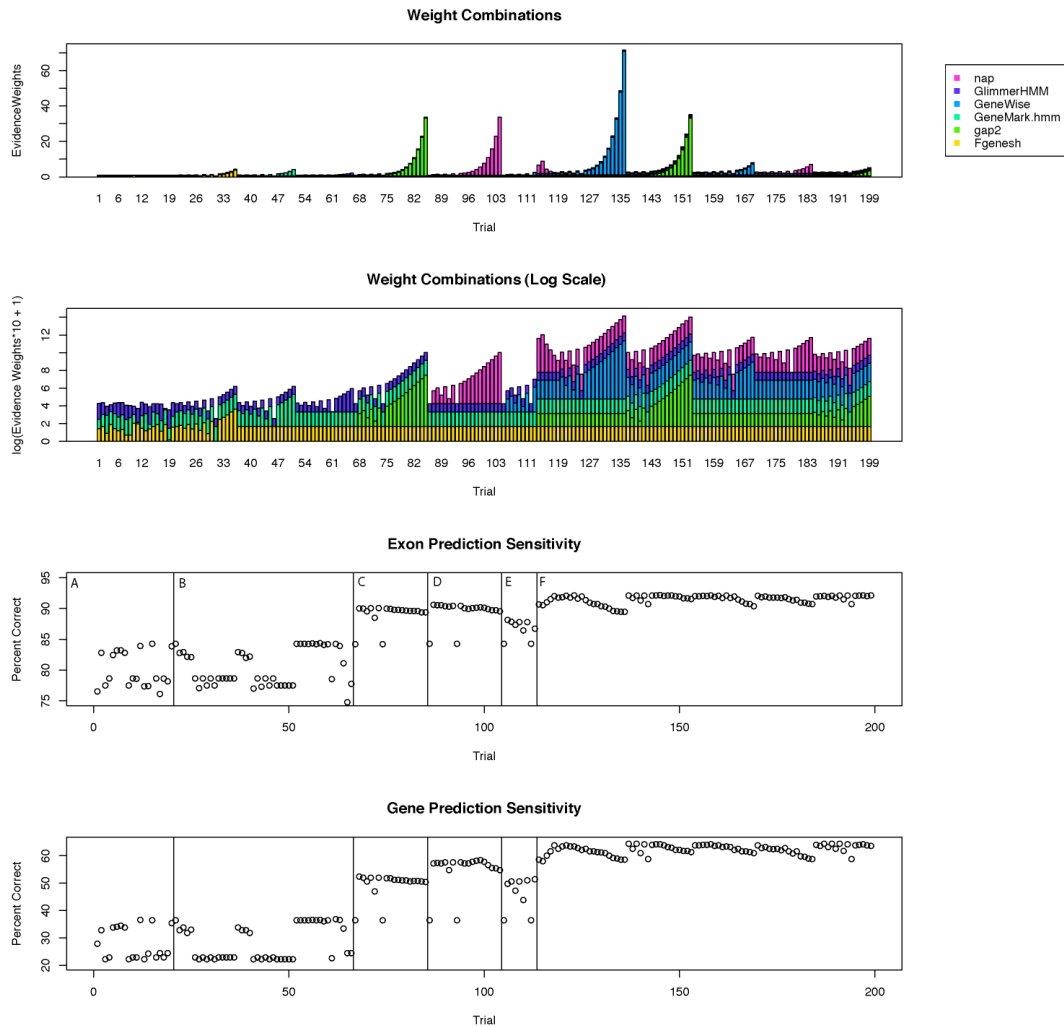 Weight Combinations
EvidenceWeights
0 20 40 60
1 6 12 19 26 33 40 47 54 61 68 75 82 89 96 103 111 119 127 135 143 151 159 167 175 183 191 199
Trial
nap
GlimmerHMM
GeneWise
GeneMark.hmm
gap2
Fgenesh
Weight Combinations (Log Scale)
log(Evidence Weights*10 + 1)
0 2 4 6 8 12
1 6 12 19 26 33 40 47 54 61 68 75 82 89 96 103 111 119 127 135 143 151 159 167 175 183 191 199
Trial
Exon Prediction Sensitivity
Percent Correct
75 80 85 90 95
A B C D E F
0 50 100 150 200
Trial
Gene Prediction Sensitivity
Percent Correct
20 30 40 50 60
0 50 100 150 200
Trial